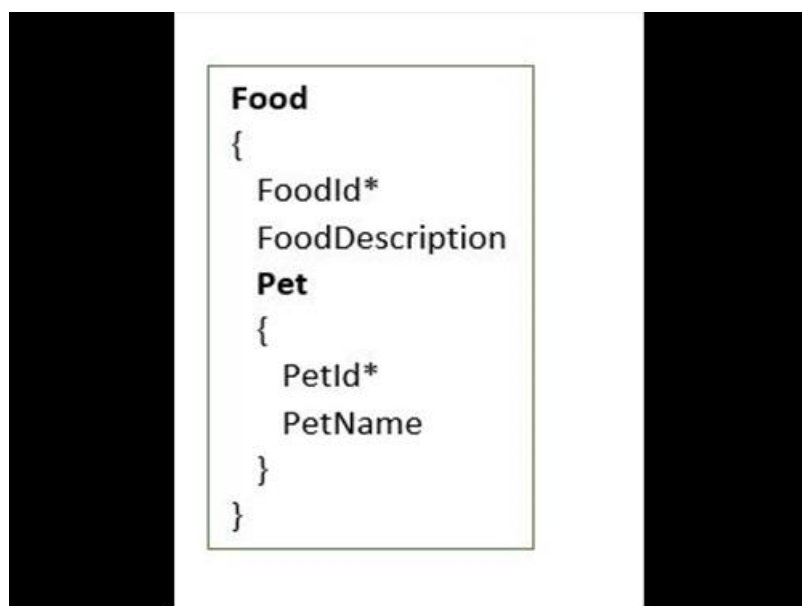 Food
{
FoodId*
FoodDescription
Pet
{
PetId*
PetName
}
}